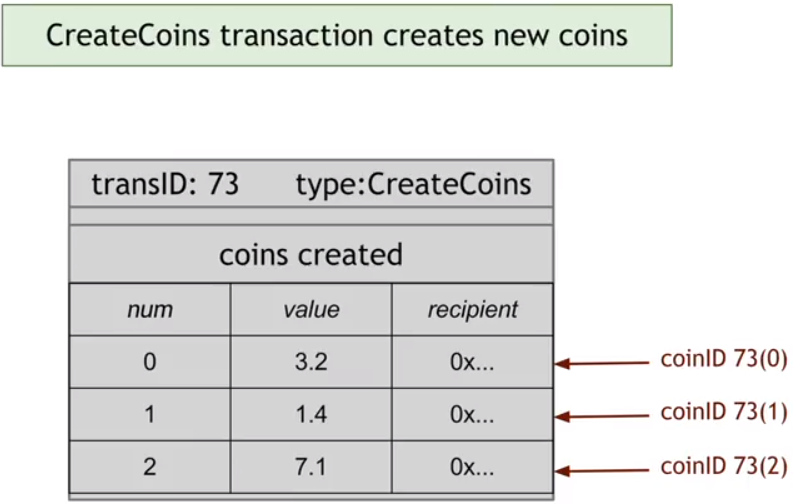 CreateCoins transaction creates new coins
transID: 73 type:CreateCoins
coins created
num value recipient
0 3.2 0x... coinID 73(0)
1 1.4 0x... coinID 73(1)
2 7.1 0x... coinID 73(2)